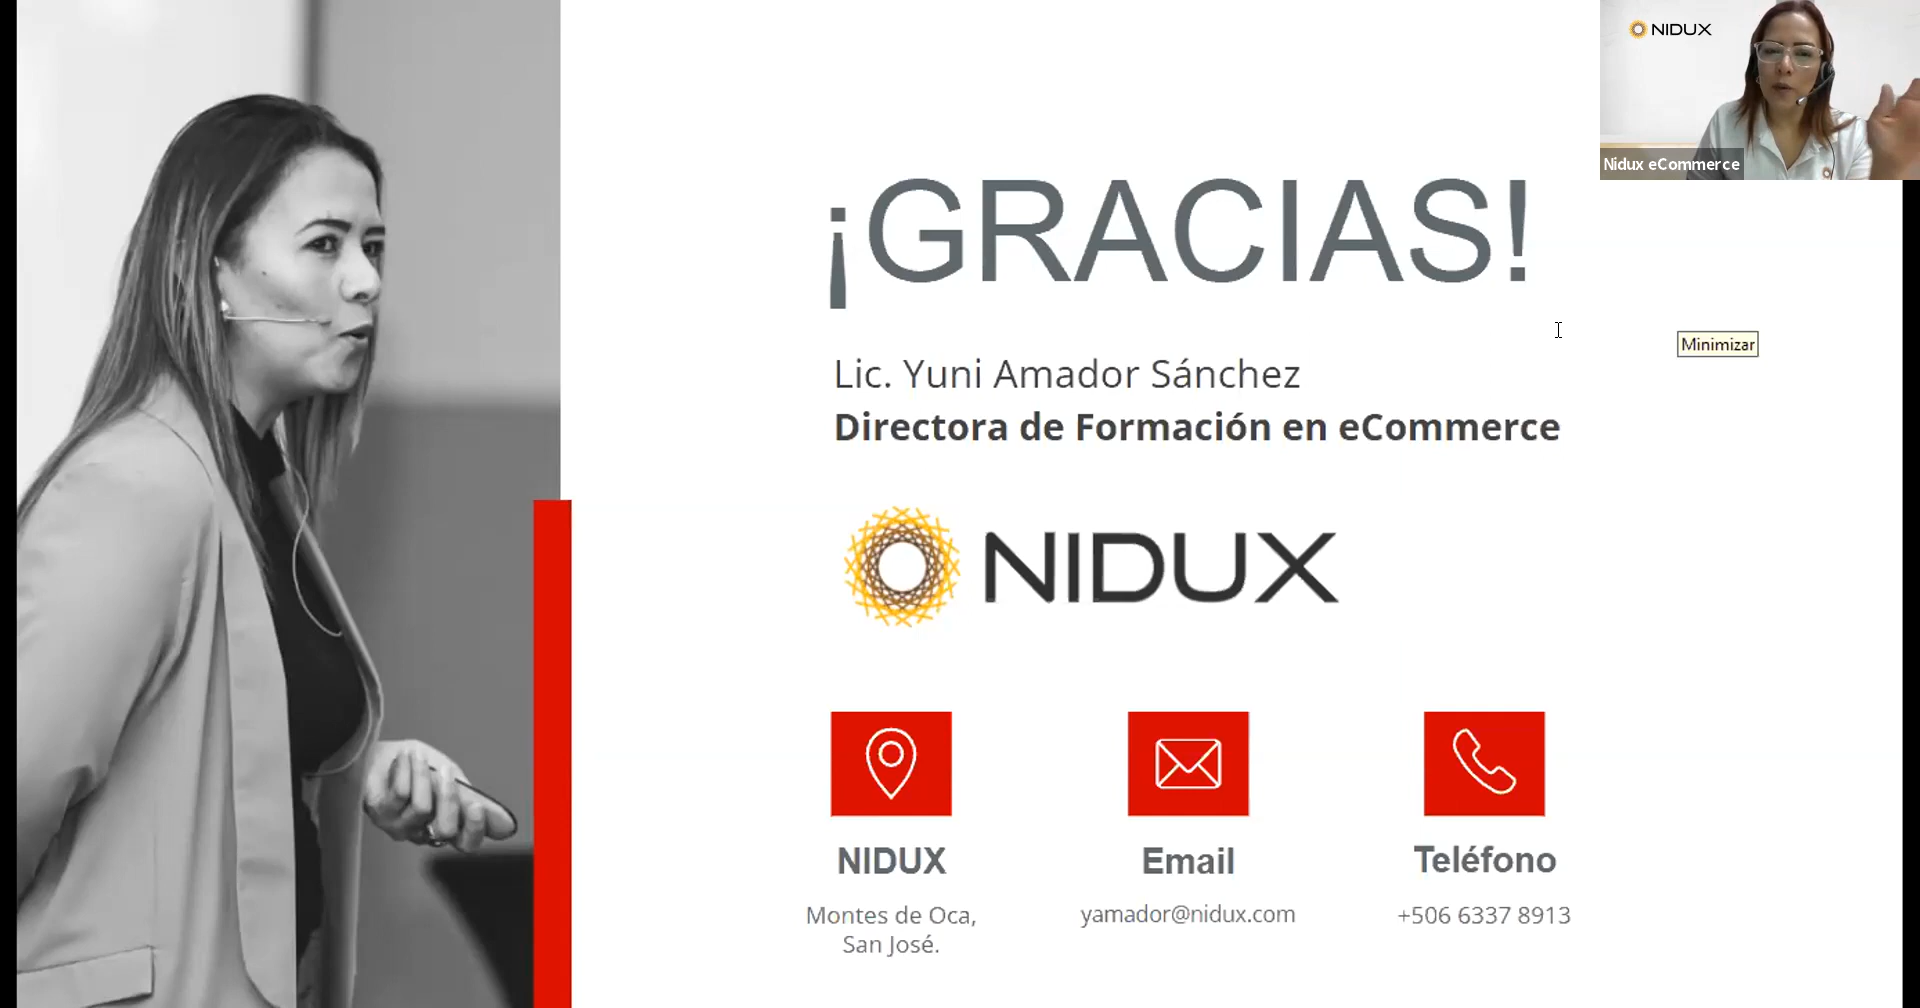 NIDUX
Nidux eCommerce
¡GRACIAS!
Minimizar
Lic. Yuni Amador Sánchez
Directora de Formación en eCommerce
NIDUX
NIDUX
Montes de Oca,
San José.
Email
yamador@nidux.com
Teléfono
+506 6337 8913